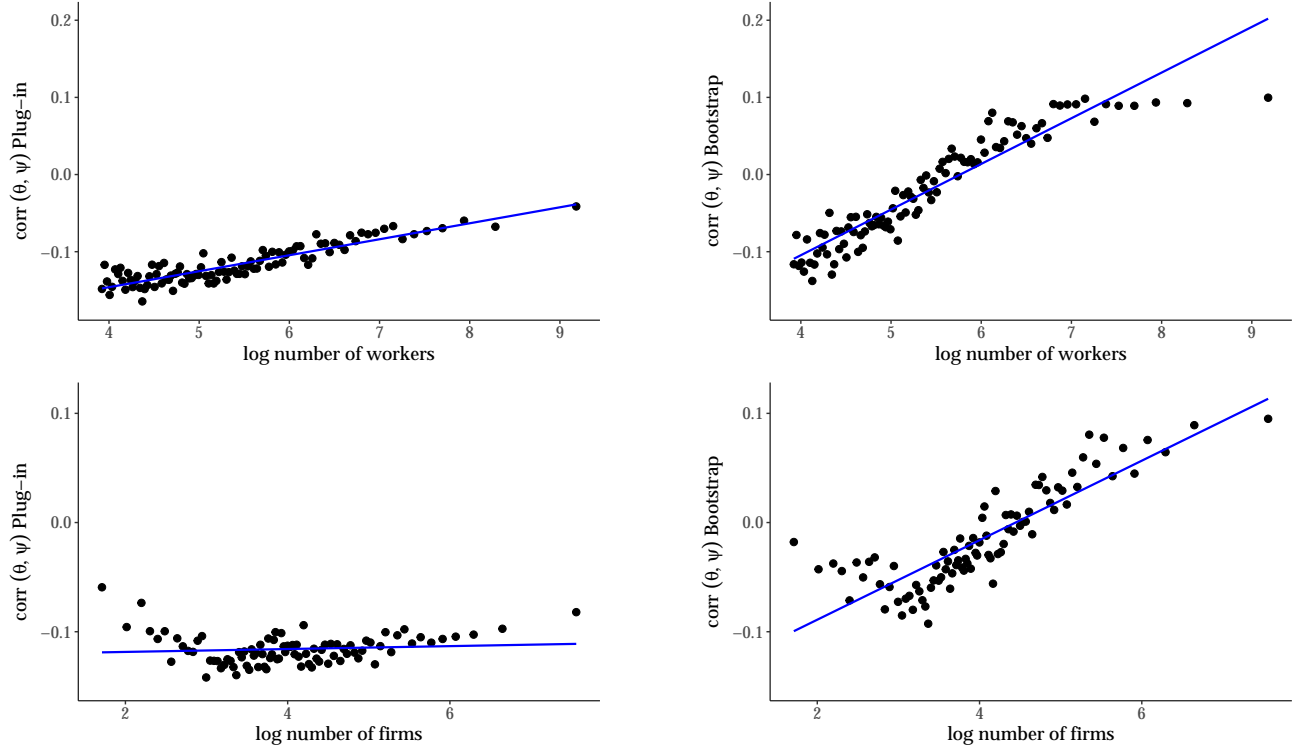 0.2
0.1
0.0
−0.1
corr (θ, ψ) Plug−in
4 5 6 7 8 9
log number of workers
0.2
0.1
0.0
−0.1
corr (θ, ψ) Bootstrap
4 5 6 7 8 9
log number of workers
0.1
0.0
−0.1
corr (θ, ψ) Plug−in
2 4 6
log number of firms
0.1
0.0
−0.1
corr (θ, ψ) Bootstrap
2 4 6
log number of firms